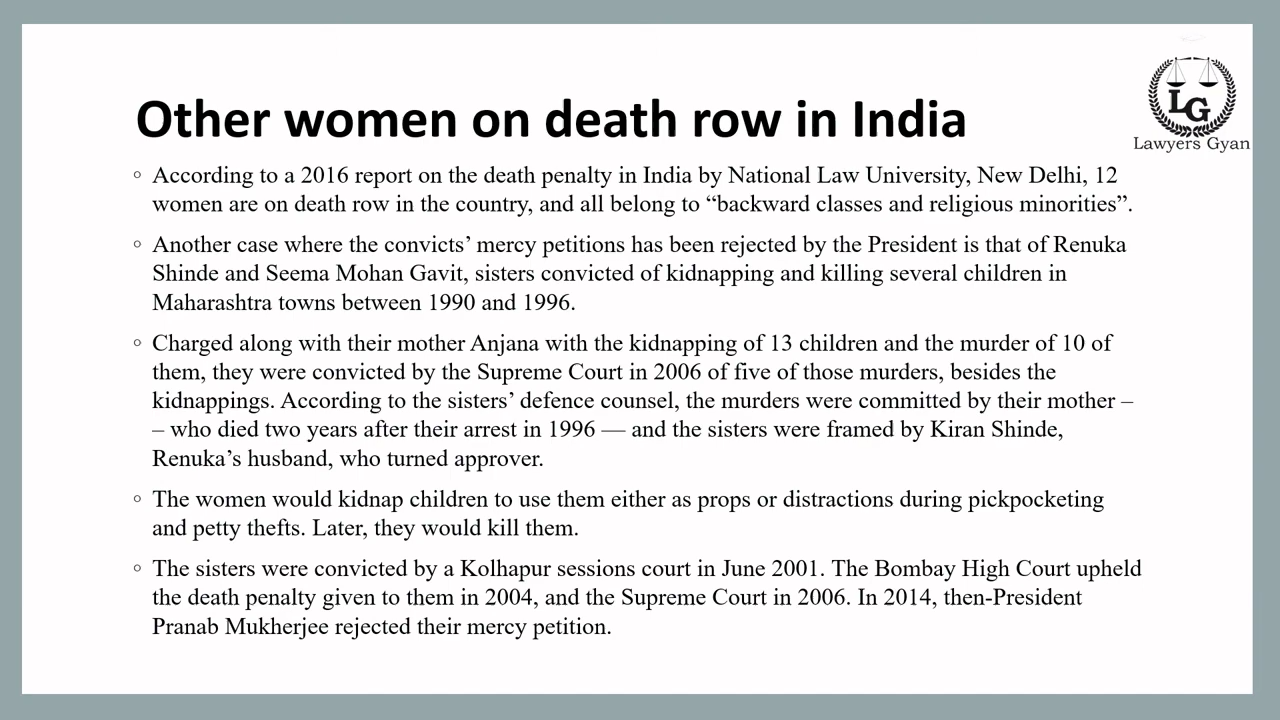 Other women on death row in India
LG
Lawyers Gyan
◦ According to a 2016 report on the death penalty in India by National Law University, New Delhi, 12
women are on death row in the country, and all belong to “backward classes and religious minorities”.
◦ Another case where the convicts’ mercy petitions has been rejected by the President is that of Renuka
Shinde and Seema Mohan Gavit, sisters convicted of kidnapping and killing several children in
Maharashtra towns between 1990 and 1996.
◦ Charged along with their mother Anjana with the kidnapping of 13 children and the murder of 10 of
them, they were convicted by the Supreme Court in 2006 of five of those murders, besides the
kidnappings. According to the sisters’ defence counsel, the murders were committed by their mother –
– who died two years after their arrest in 1996 — and the sisters were framed by Kiran Shinde,
Renuka’s husband, who turned approver.
◦ The women would kidnap children to use them either as props or distractions during pickpocketing
and petty thefts. Later, they would kill them.
◦ The sisters were convicted by a Kolhapur sessions court in June 2001. The Bombay High Court upheld
the death penalty given to them in 2004, and the Supreme Court in 2006. In 2014, then-President
Pranab Mukherjee rejected their mercy petition.